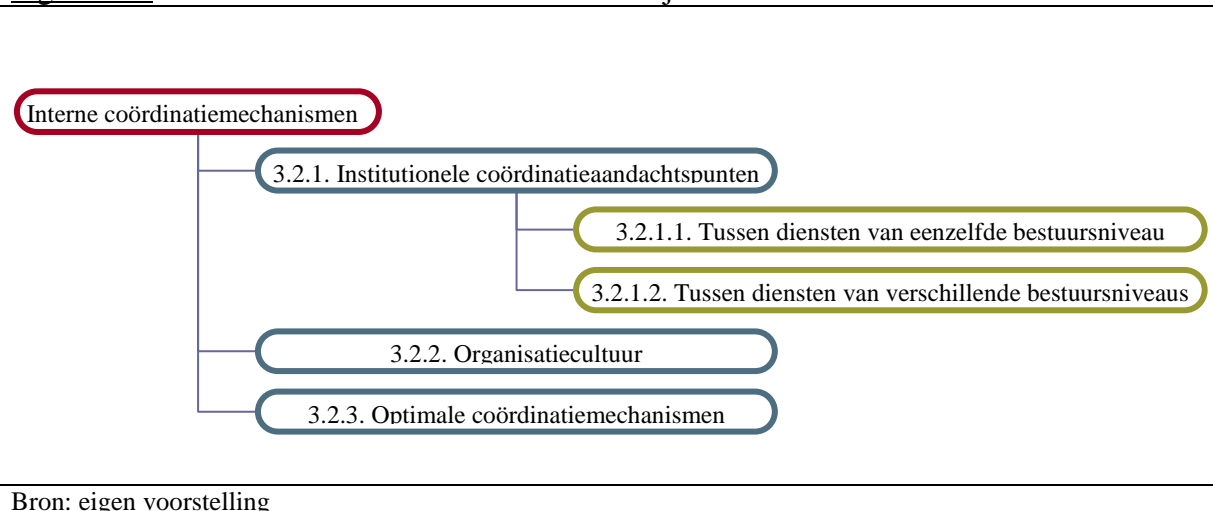 Interne coördinatiemechanismen
3.2.1. Institutionele coördinatieaandachtspunten
3.2.1.1. Tussen diensten van eenzelfde bestuursniveau
3.2.1.2. Tussen diensten van verschillende bestuursniveaus
3.2.2. Organisatiecultuur
3.2.3. Optimale coördinatiemechanismen
Bron: eigen voorstelling